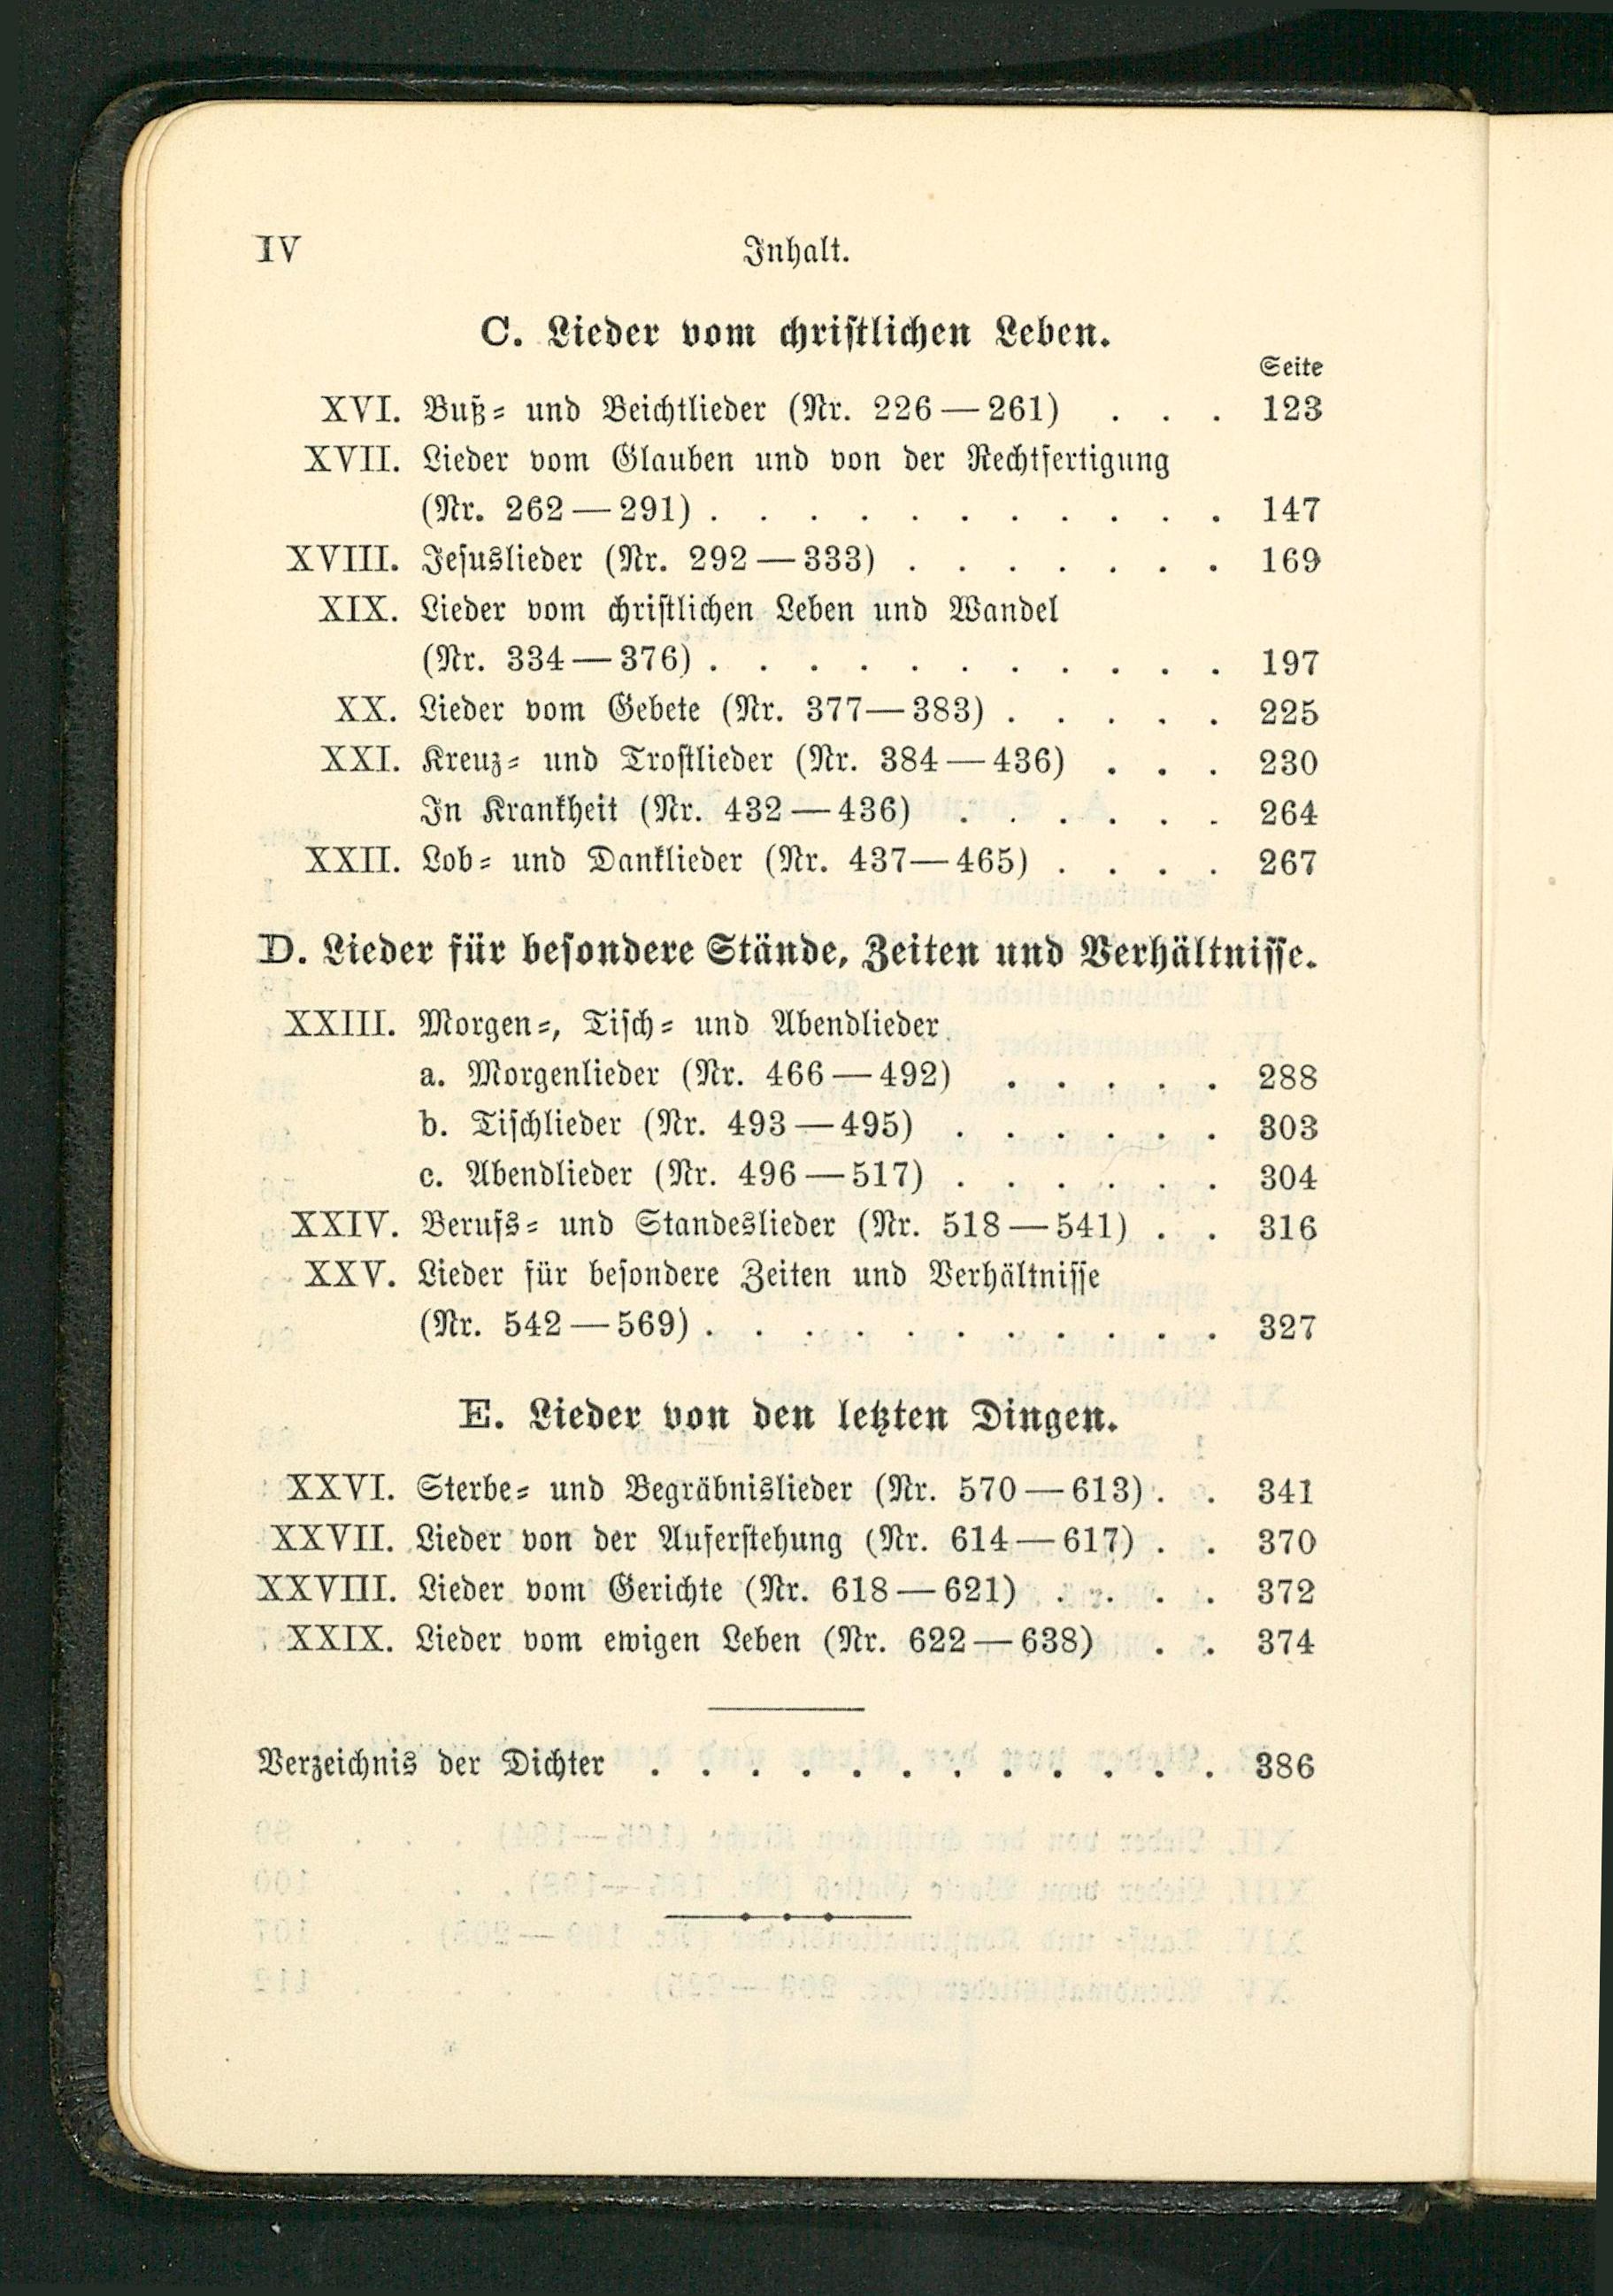 IV Inhalt.
C. Lieder vom christlichen Leben.
Seite
XVI. Buß- und Beichtlieder (Nr. 226—261) . . . 123
XVII. Lieder vom Glauben und von der Rechtfertigung
(Nr. 262—291) . . . . . . . . . . . 147
XVIII. Jesuslieder (Nr. 292—333) . . . . . . . 169
XIX. Lieder vom christlichen Leben und Wandel
(Nr. 334—376) . . . . . . . . . . . 197
XX. Lieder vom Gebete (Nr. 377—383) . . . . . 225
XXI. Kreuz- und Trostlieder (Nr. 384—436) . . . 230
In Krankheit (Nr. 432—436) . . . . . . 264
XXII. Lob- und Danklieder (Nr. 437—465) . . . . 267
D. Lieder für besondere Stände, Zeiten und Verhältnisse.
XXIII. Morgen-, Tisch- und Abendlieder
a. Morgenlieder (Nr. 466—492) . . . . . 288
b. Tischlieder (Nr. 493—495) . . . . . . 303
c. Abendlieder (Nr. 496—517) . . . . . . 304
XXIV. Berufs- und Standeslieder (Nr. 518—541) . . 316
XXV. Lieder für besondere Zeiten und Verhältnisse
(Nr. 542—569) . . . . . . . . . . . 327
E. Lieder von den letzten Dingen.
XXVI. Sterbe- und Begräbnislieder (Nr. 570—613) . . 341
XXVII. Lieder von der Auferstehung (Nr. 614—617) . . 370
XXVIII. Lieder vom Gerichte (Nr. 618—621) . . . . 372
XXIX. Lieder vom ewigen Leben (Nr. 622—638) . . 374
Verzeichnis der Dichter . . . . . . . . . . . . 386